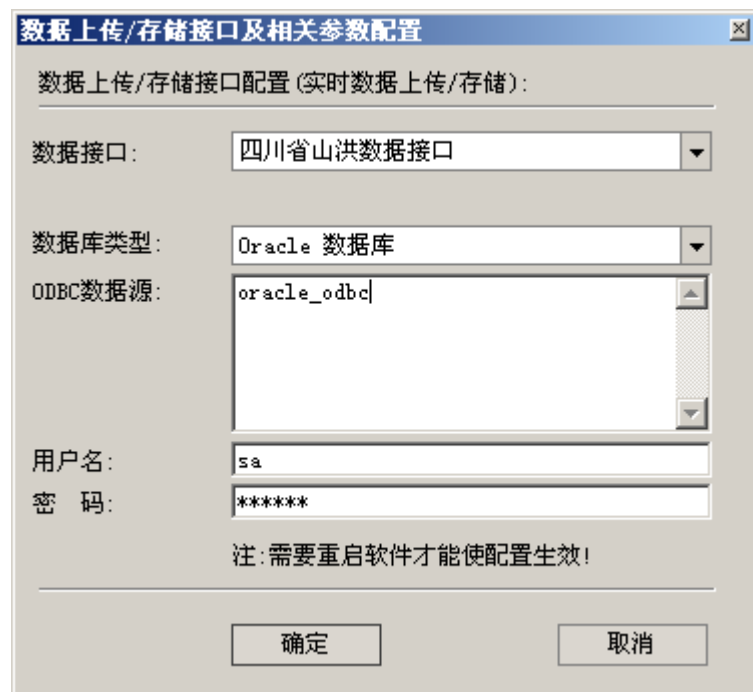 数据上传/存储接口及相关参数配置
数据上传/存储接口配置(实时数据上传/存储):
数据接口: 四川省山洪数据接口
数据库类型: Oracle 数据库
ODBC数据源: oracle_odbc
用户名: sa
密 码: ******
注:需要重启软件才能使配置生效!
确定 取消